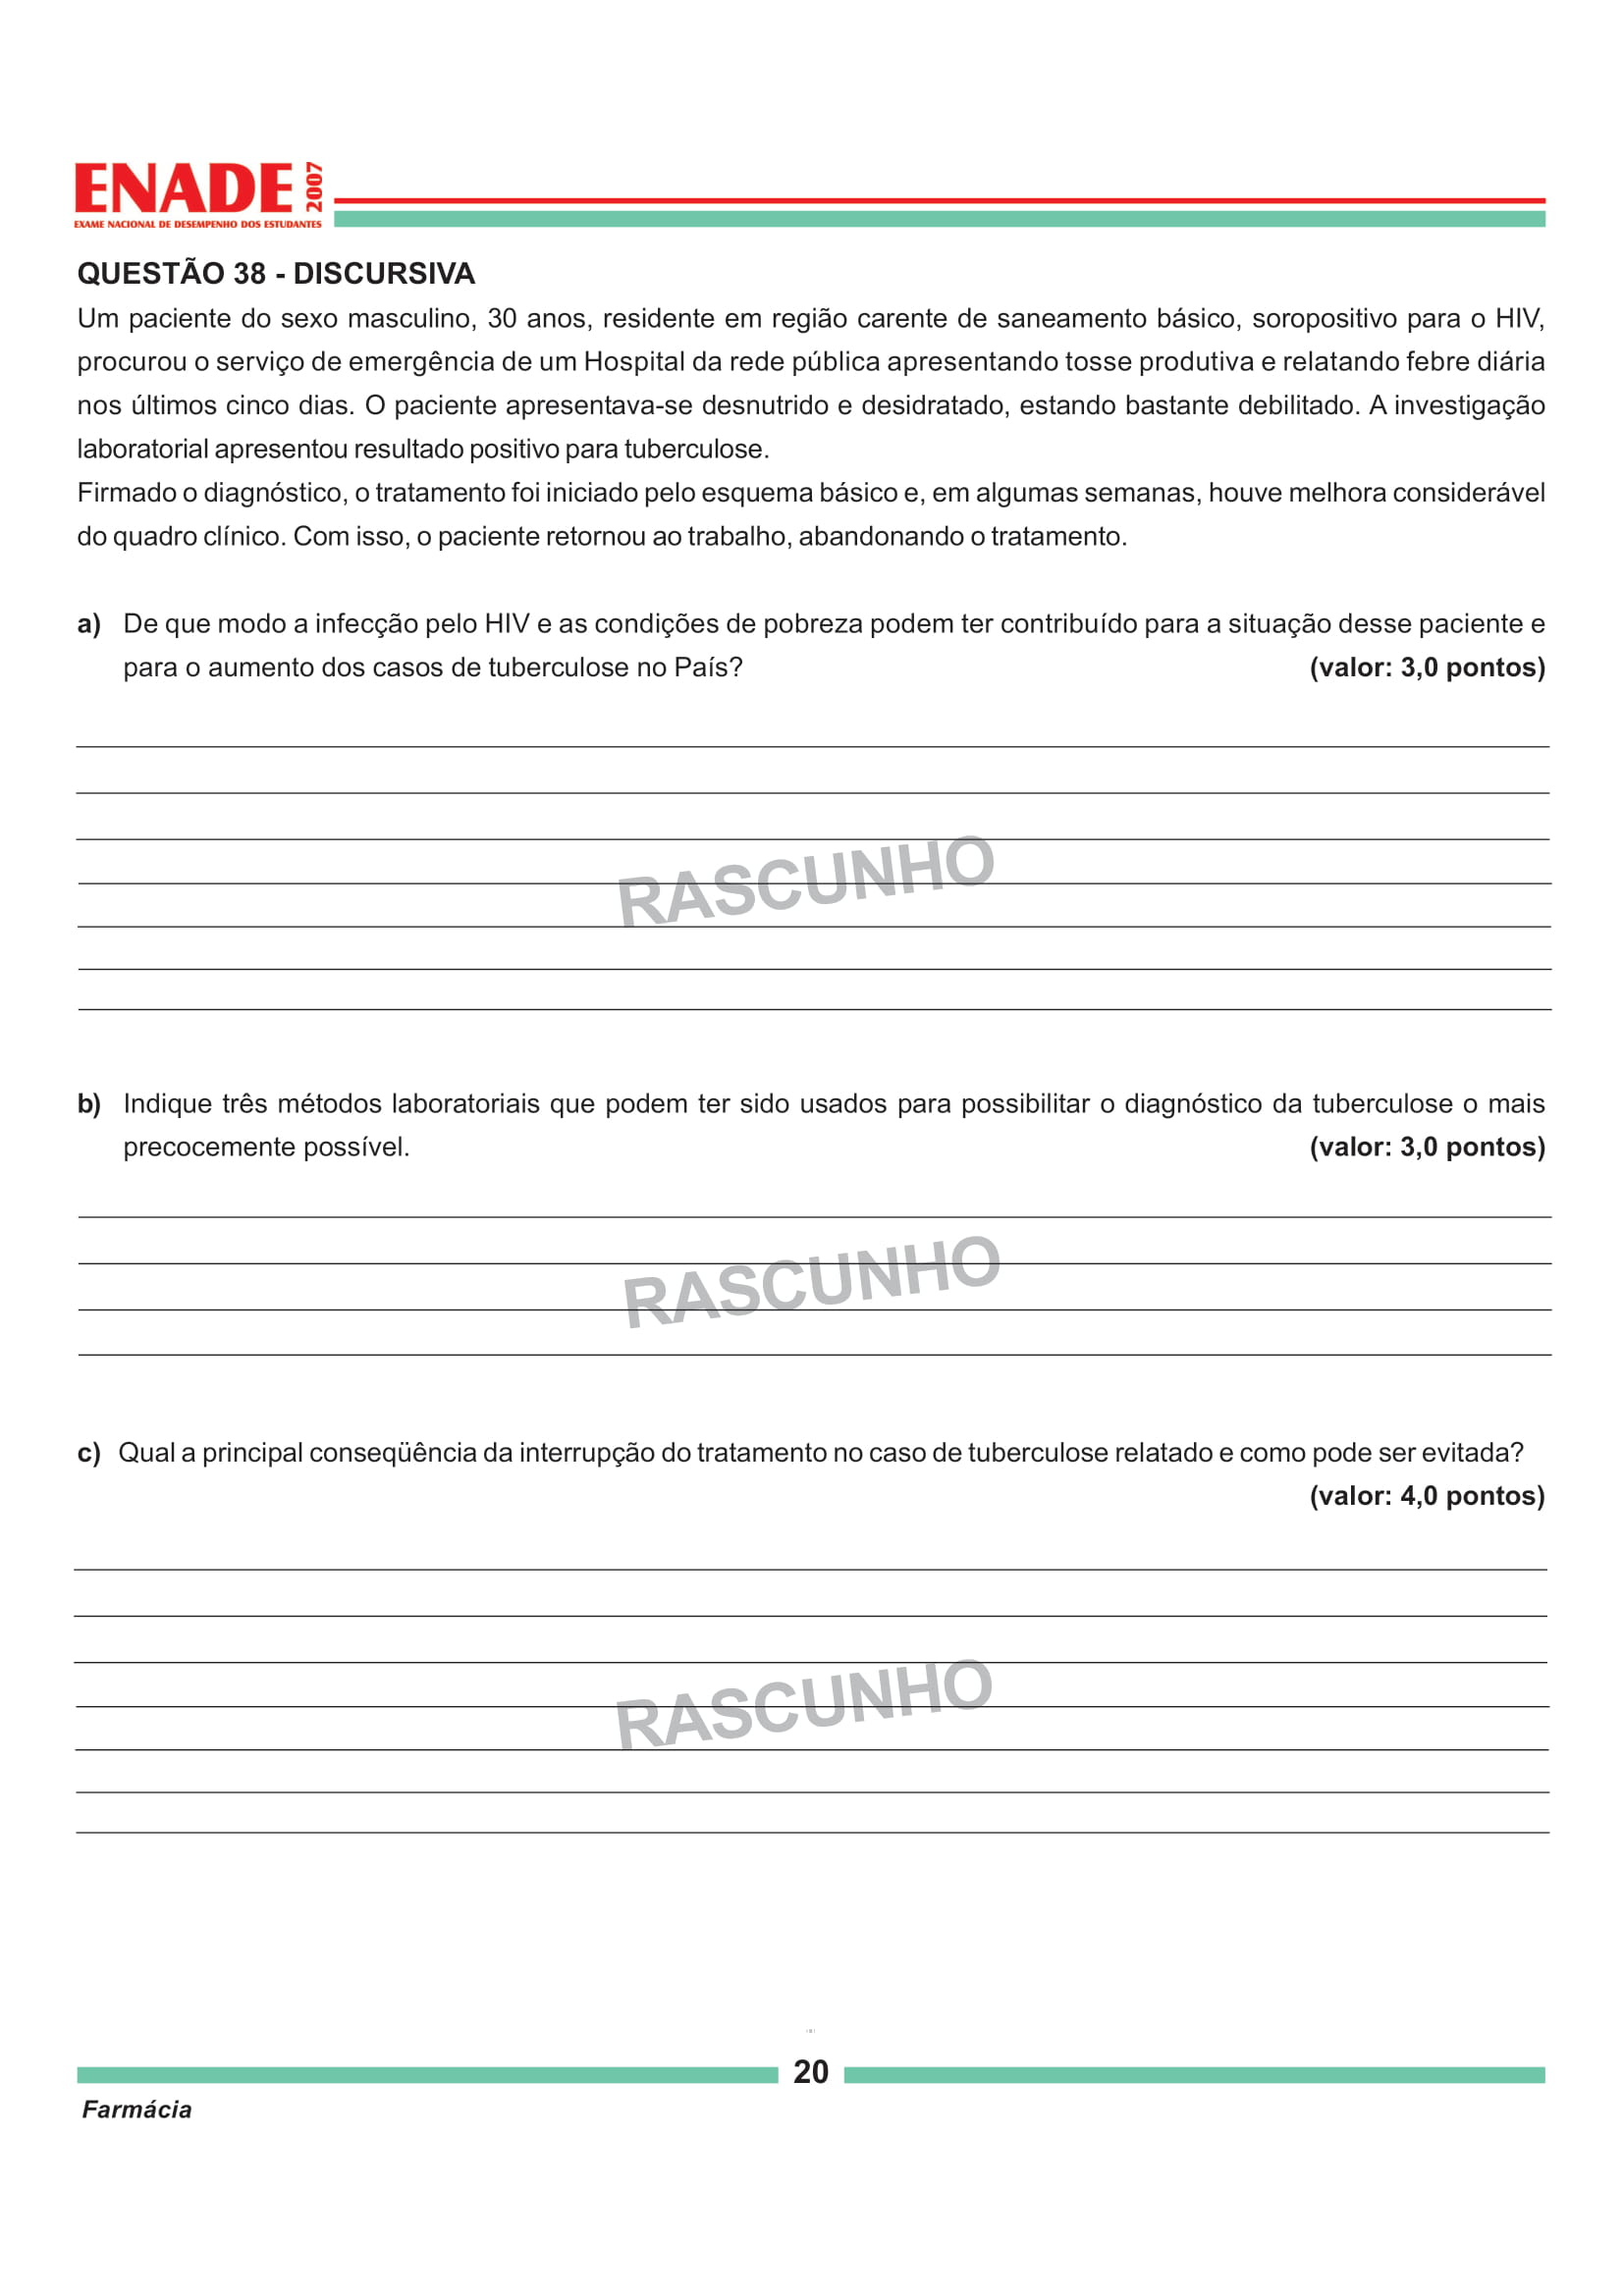 ENADE 2007
EXAME NACIONAL DE DESEMPENHO DOS ESTUDANTES
QUESTÃO 38 - DISCURSIVA
Um paciente do sexo masculino, 30 anos, residente em região carente de saneamento básico, soropositivo para o HIV,
procurou o serviço de emergência de um Hospital da rede pública apresentando tosse produtiva e relatando febre diária
nos últimos cinco dias. O paciente apresentava-se desnutrido e desidratado, estando bastante debilitado. A investigação
laboratorial apresentou resultado positivo para tuberculose.
Firmado o diagnóstico, o tratamento foi iniciado pelo esquema básico e, em algumas semanas, houve melhora considerável
do quadro clínico. Com isso, o paciente retornou ao trabalho, abandonando o tratamento.
a) De que modo a infecção pelo HIV e as condições de pobreza podem ter contribuído para a situação desse paciente e
para o aumento dos casos de tuberculose no País? (valor: 3,0 pontos)
RASCUNHO
b) Indique três métodos laboratoriais que podem ter sido usados para possibilitar o diagnóstico da tuberculose o mais
precocemente possível. (valor: 3,0 pontos)
RASCUNHO
c) Qual a principal conseqüência da interrupção do tratamento no caso de tuberculose relatado e como pode ser evitada?
(valor: 4,0 pontos)
RASCUNHO
20
Farmácia